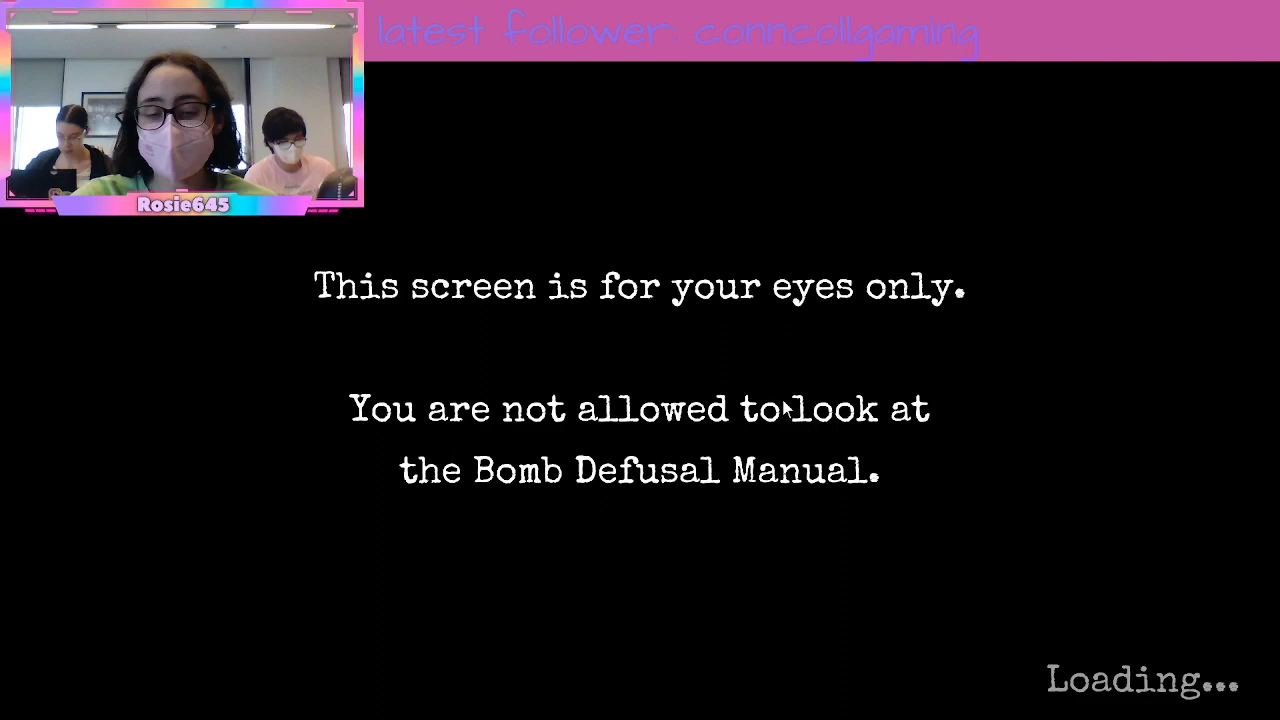 latest follower: conncollgaming
Rosie645
This screen is for your eyes only.
You are not allowed to look at
the Bomb Defusal Manual.
Loading...